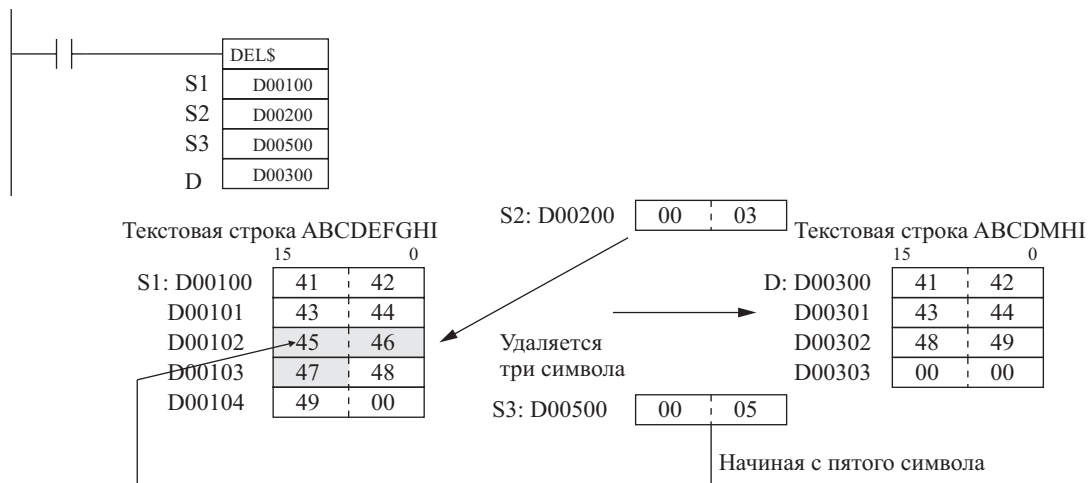 DEL$
S1 D00100
S2 D00200
S3 D00500
D D00300
S2: D00200 00 03
Текстовая строка ABCDEFGHI
15 0
S1: D00100 41 42
D00101 43 44
D00102 45 46
D00103 47 48
D00104 49 00
Удаляется
три символа
S3: D00500 00 05
Начиная с пятого символа
Текстовая строка ABCDMHI
15 0
D: D00300 41 42
D00301 43 44
D00302 48 49
D00303 00 00